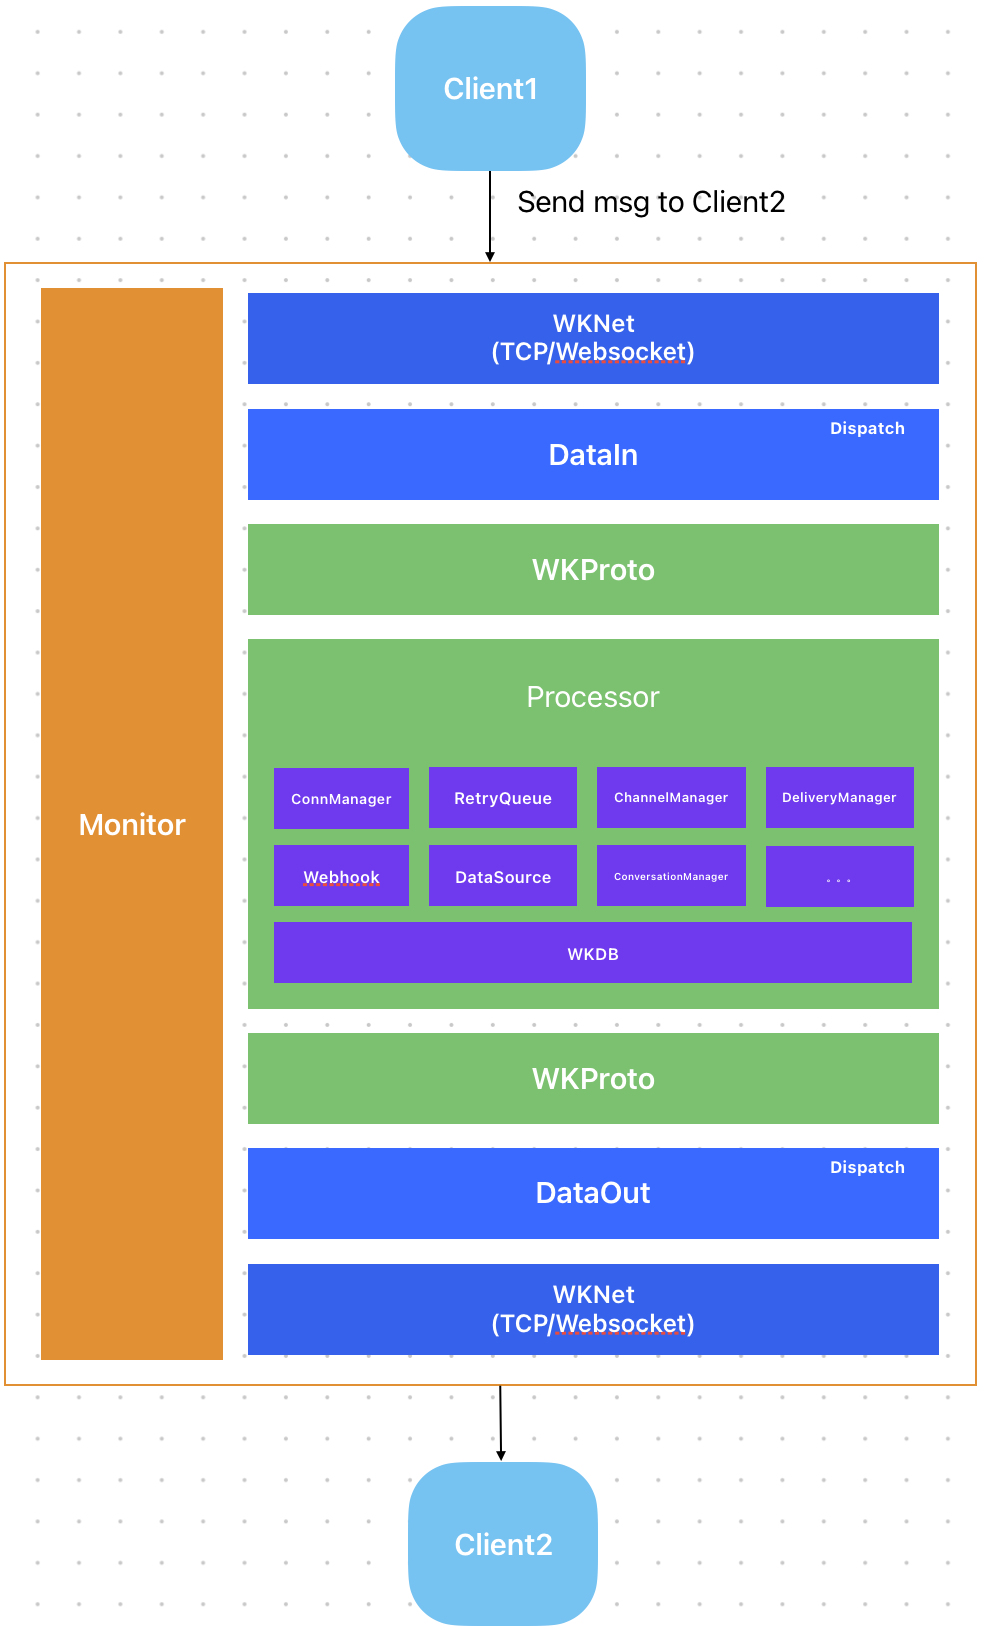 Client1
Send msg to Client2
Monitor
WKNet
(TCP/Websocket)
Dispatch
DataIn
WKProto
Processor
ConnManager
RetryQueue
ChannelManager
DeliveryManager
Webhook
DataSource
ConversationManager
。。。
WKDB
WKProto
Dispatch
DataOut
WKNet
(TCP/Websocket)
Client2